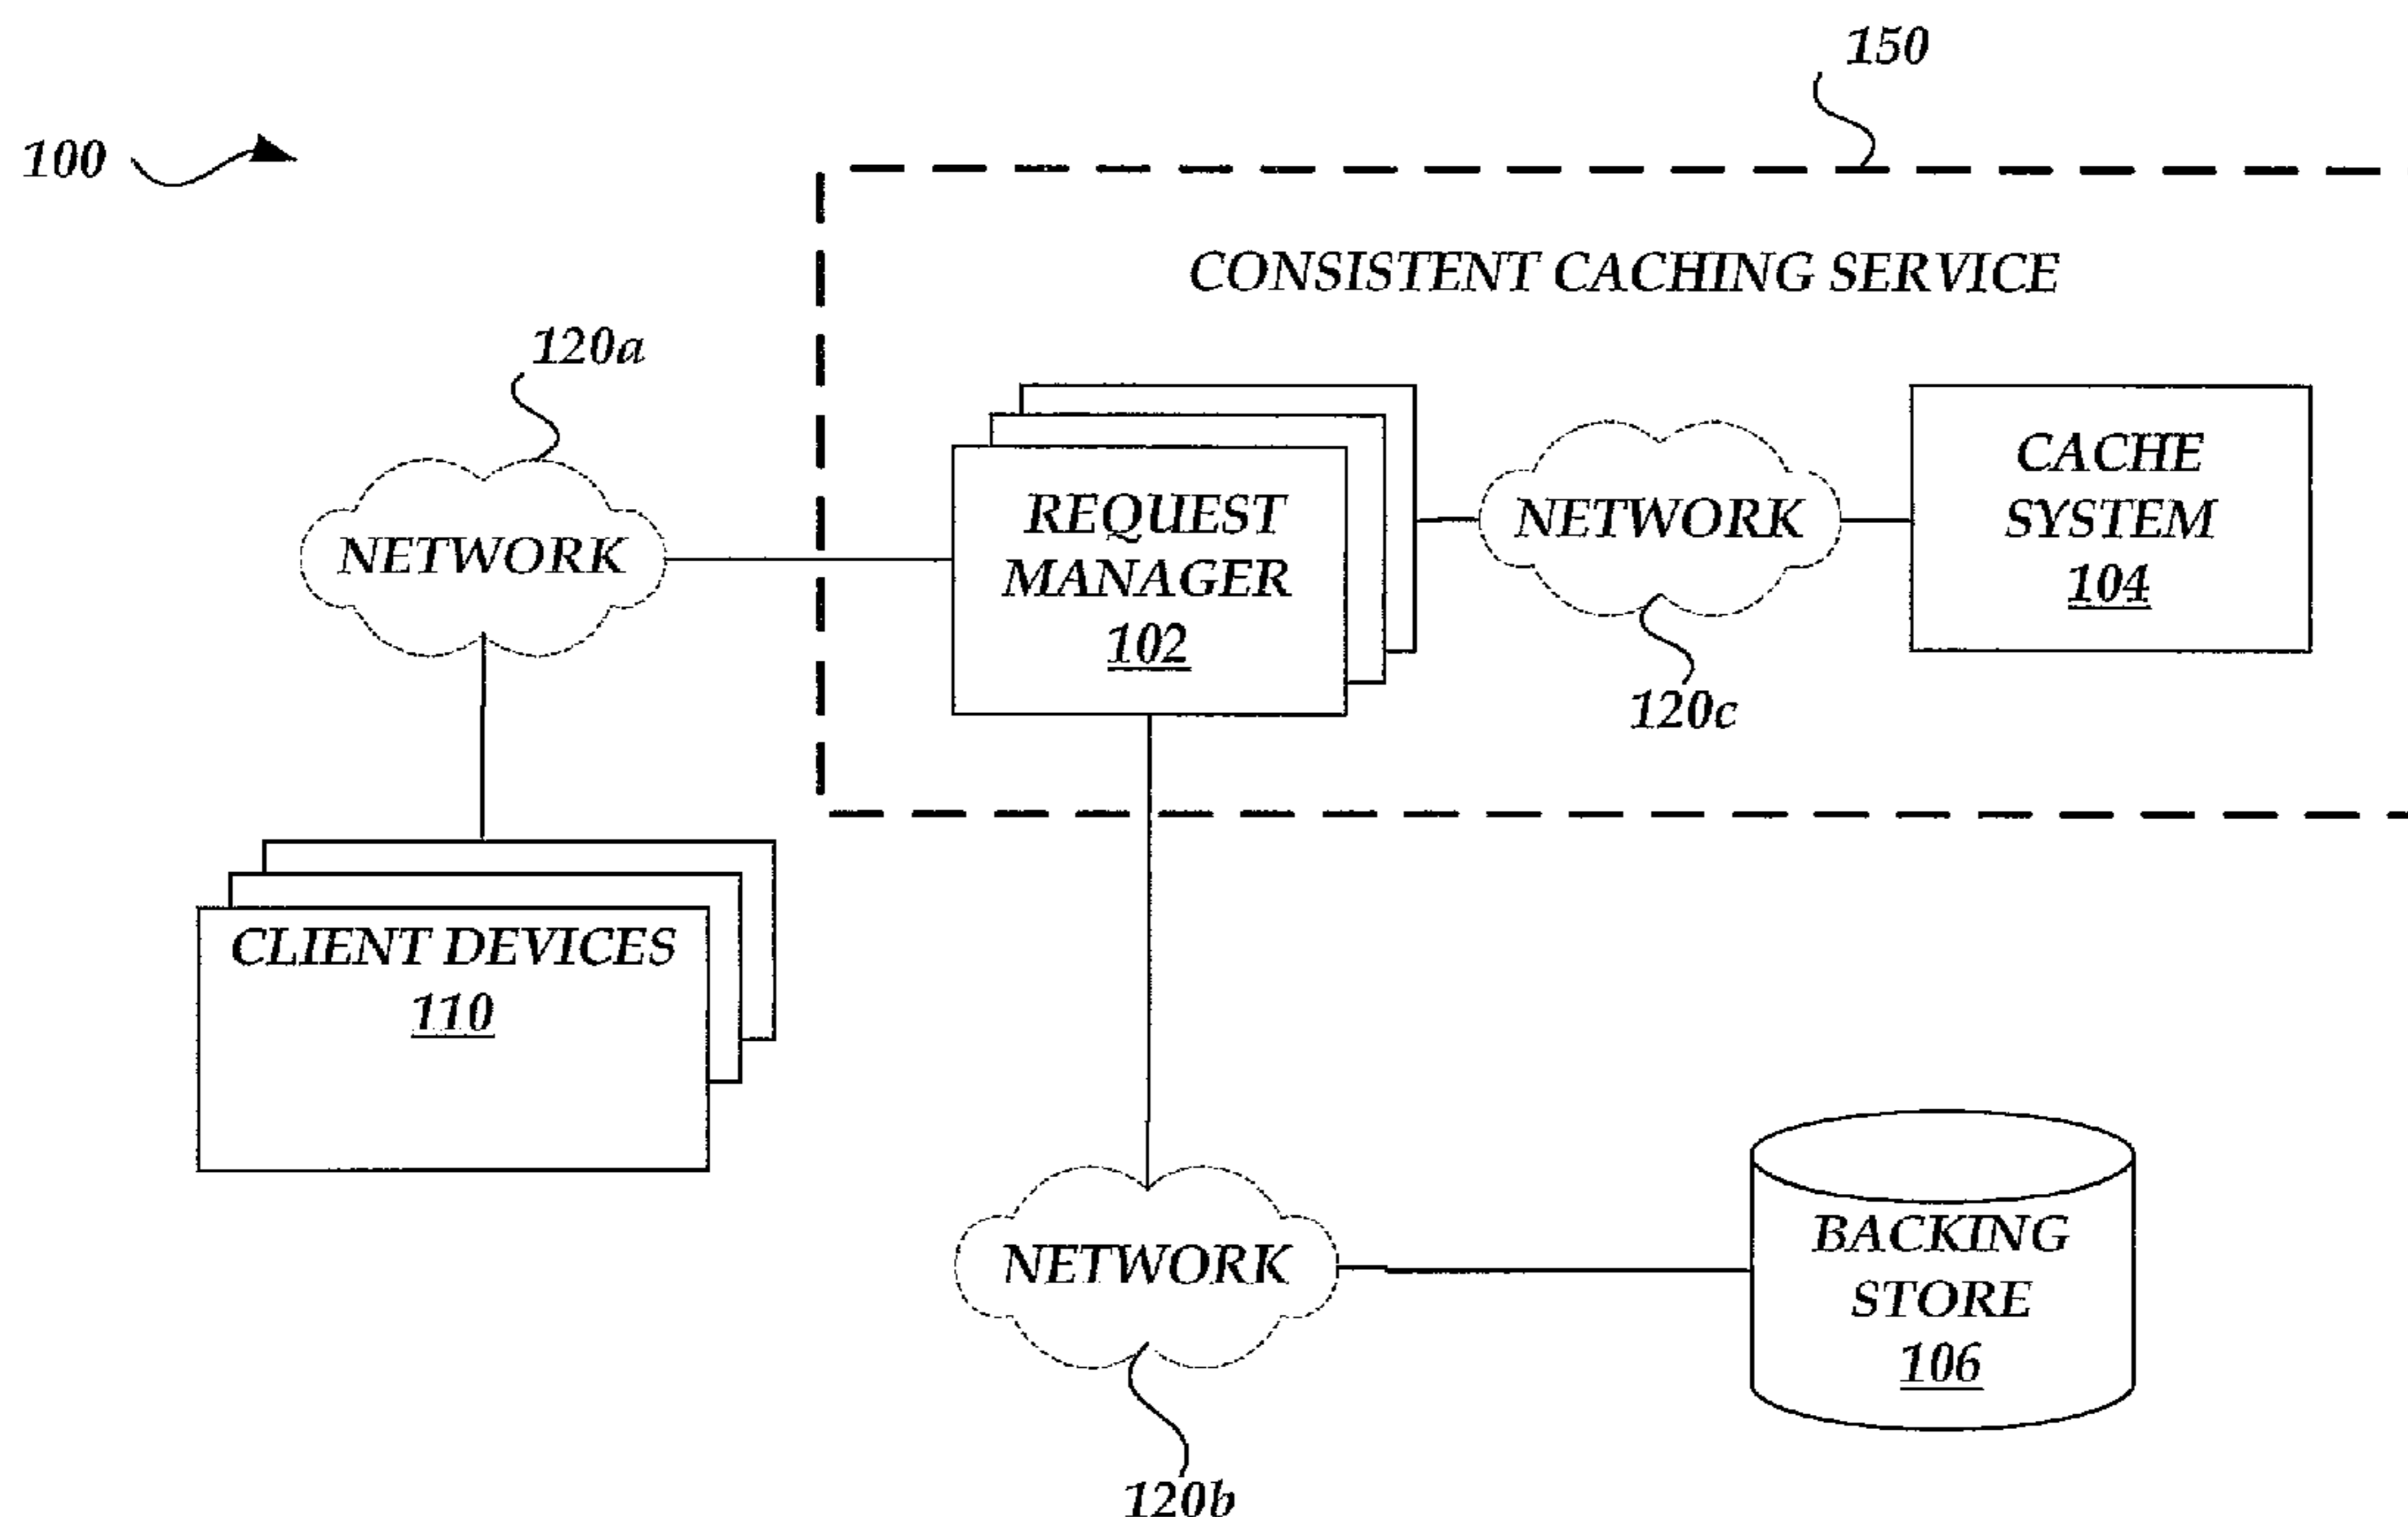 150
100
CONSISTENT CACHING SERVICE
120a
CACHE
SYSTEM
104
REQUEST
MANAGER
102
NETWORK
NETWORK
120c
CLIENT DEVICES
110
NETWORK
120b
BACKING
STORE
106